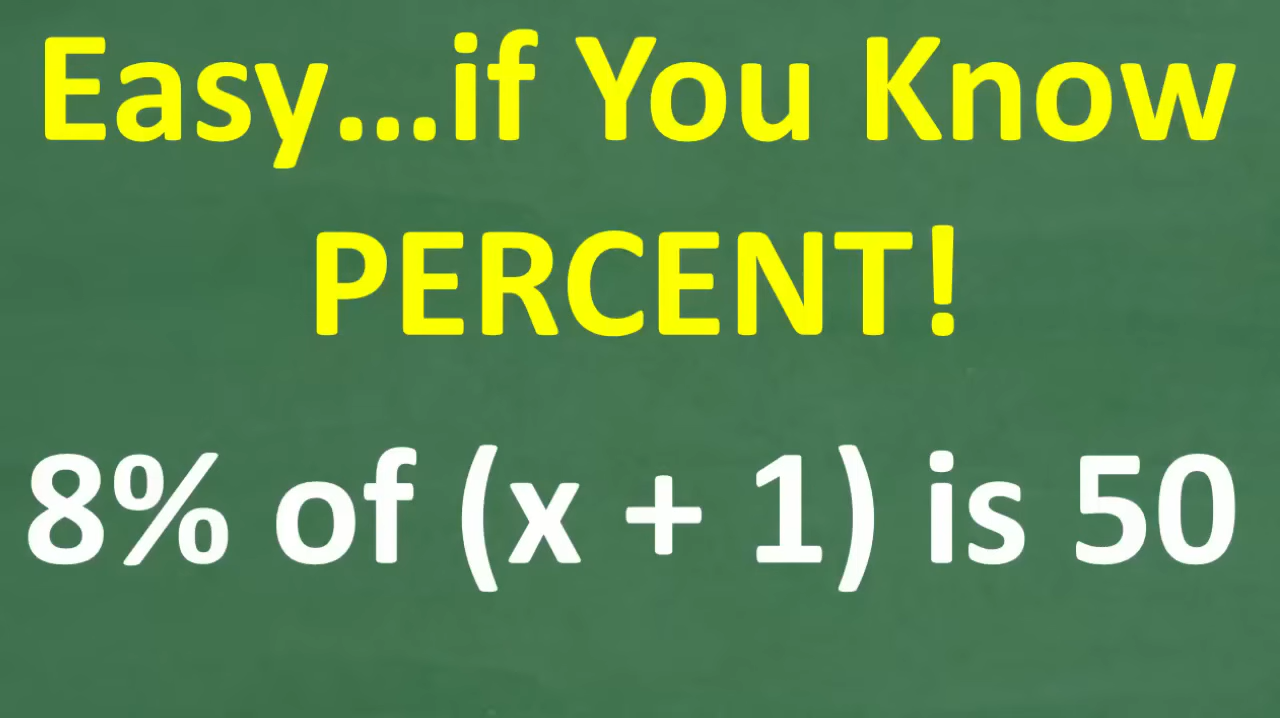 Easy...if You Know
PERCENT!
8% of (x + 1) is 50